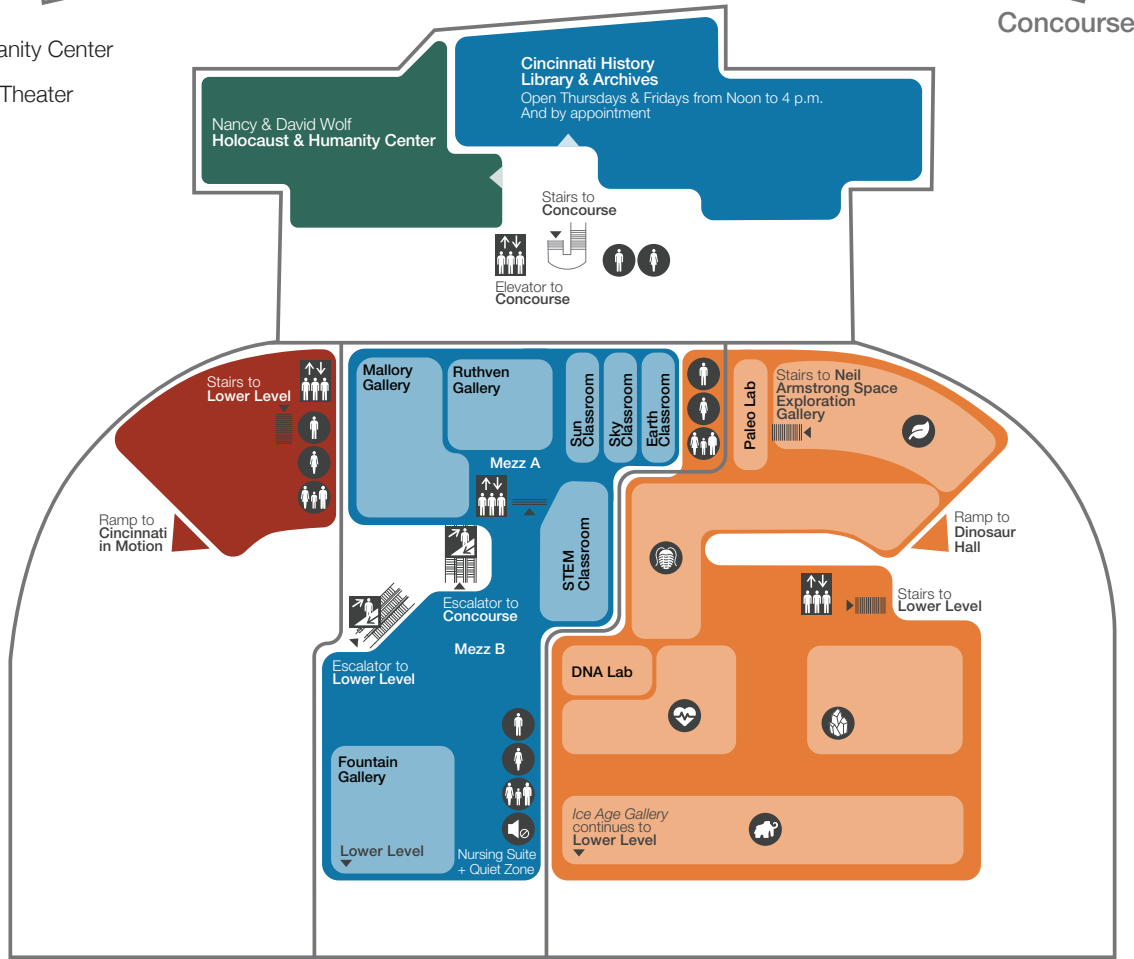 Concourse
anity Center
Theater
Cincinnati History
Library & Archives
Open Thursdays & Fridays from Noon to 4 p.m.
And by appointment
Nancy & David Wolf
Holocaust & Humanity Center
Stairs to
Concourse
Elevator to
Concourse
Stairs to
Lower Level
Ramp to
Cincinnati
in Motion
Mallory
Gallery
Ruthven
Gallery
Sun
Classroom
Sky
Classroom
Earth
Classroom
Mezz A
STEM
Classroom
Escalator to
Concourse
Mezz B
Escalator to
Lower Level
Fountain
Gallery
Lower Level
Nursing Suite
+ Quiet Zone
Paleo Lab
Stairs to Neil
Armstrong Space
Exploration
Gallery
Ramp to
Dinosaur
Hall
Stairs to
Lower Level
DNA Lab
Ice Age Gallery
continues to
Lower Level